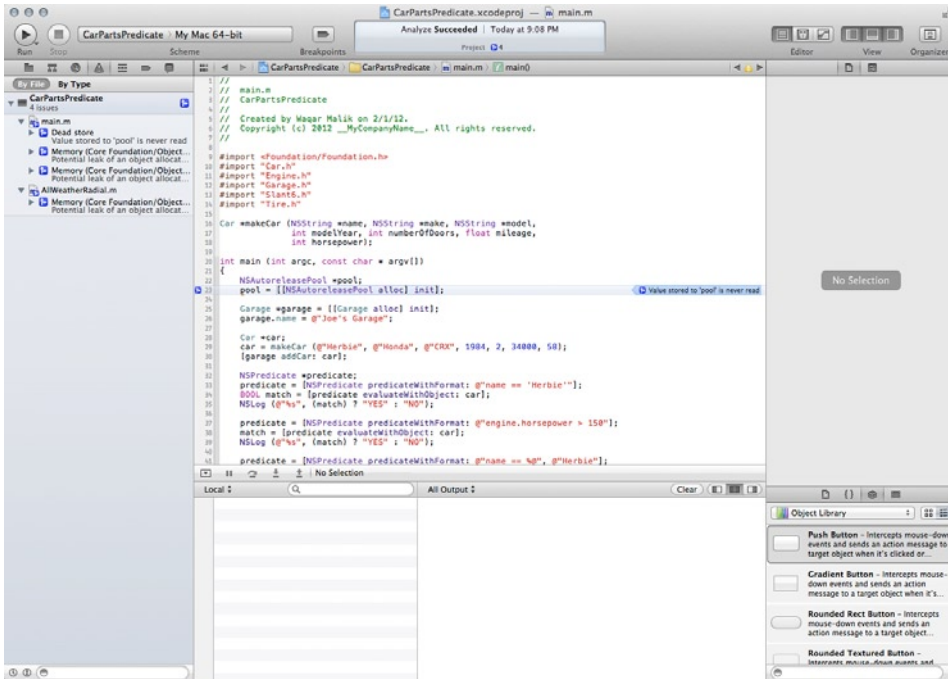 CarPartsPredicate.xcodeproj — main.m
Run
Stop
CarPartsPredicate › My Mac 64-bit
Scheme
Breakpoints
Analyze Succeeded | Today at 9:08 PM
Project 4
Editor
View
Organizer
By File By Type
CarPartsPredicate
4 issues
main.m
Dead store
Value stored to 'pool' is never read
Memory (Core Foundation/Object...
Potential leak of an object allocat...
Memory (Core Foundation/Object...
Potential leak of an object allocat...
AllWeatherRadial.m
Memory (Core Foundation/Object...
Potential leak of an object allocat...
CarPartsPredicate › CarPartsPredicate › main.m › main()
//
// main.m
// CarPartsPredicate
//
// Created by Waqar Malik on 2/1/12.
// Copyright (c) 2012 __MyCompanyName__. All rights reserved.
//
#import <Foundation/Foundation.h>
#import "Car.h"
#import "Engine.h"
#import "Garage.h"
#import "Slant6.h"
#import "Tire.h"
Car *makeCar (NSString *name, NSString *make, NSString *model,
int modelYear, int numberOfDoors, float mileage,
int horsepower);
int main (int argc, const char * argv[])
{
NSAutoreleasePool *pool;
pool = [[NSAutoreleasePool alloc] init];
Value stored to 'pool' is never read
Garage *garage = [[Garage alloc] init];
garage.name = @"Joe's Garage";
Car *car;
car = makeCar (@"Herbie", @"Honda", @"CRX", 1984, 2, 34000, 58);
[garage addCar: car];
NSPredicate *predicate;
predicate = [NSPredicate predicateWithFormat: @"name == 'Herbie'"];
BOOL match = [predicate evaluateWithObject: car];
NSLog (@"%s", (match) ? "YES" : "NO");
predicate = [NSPredicate predicateWithFormat: @"engine.horsepower > 150"];
match = [predicate evaluateWithObject: car];
NSLog (@"%s", (match) ? "YES" : "NO");
predicate = [NSPredicate predicateWithFormat: @"name == %@", @"Herbie"];
No Selection
No Selection
Local
All Output
Clear
Object Library
Push Button – Intercepts mouse-down
events and sends an action message to
target object when it's clicked or...
Gradient Button – Intercepts mouse-
down events and sends an action
message to a target object when it's...
Rounded Rect Button – Intercepts
mouse-down events and sends an
action message to a target object...
Rounded Textured Button –
Intercepts mouse-down events and